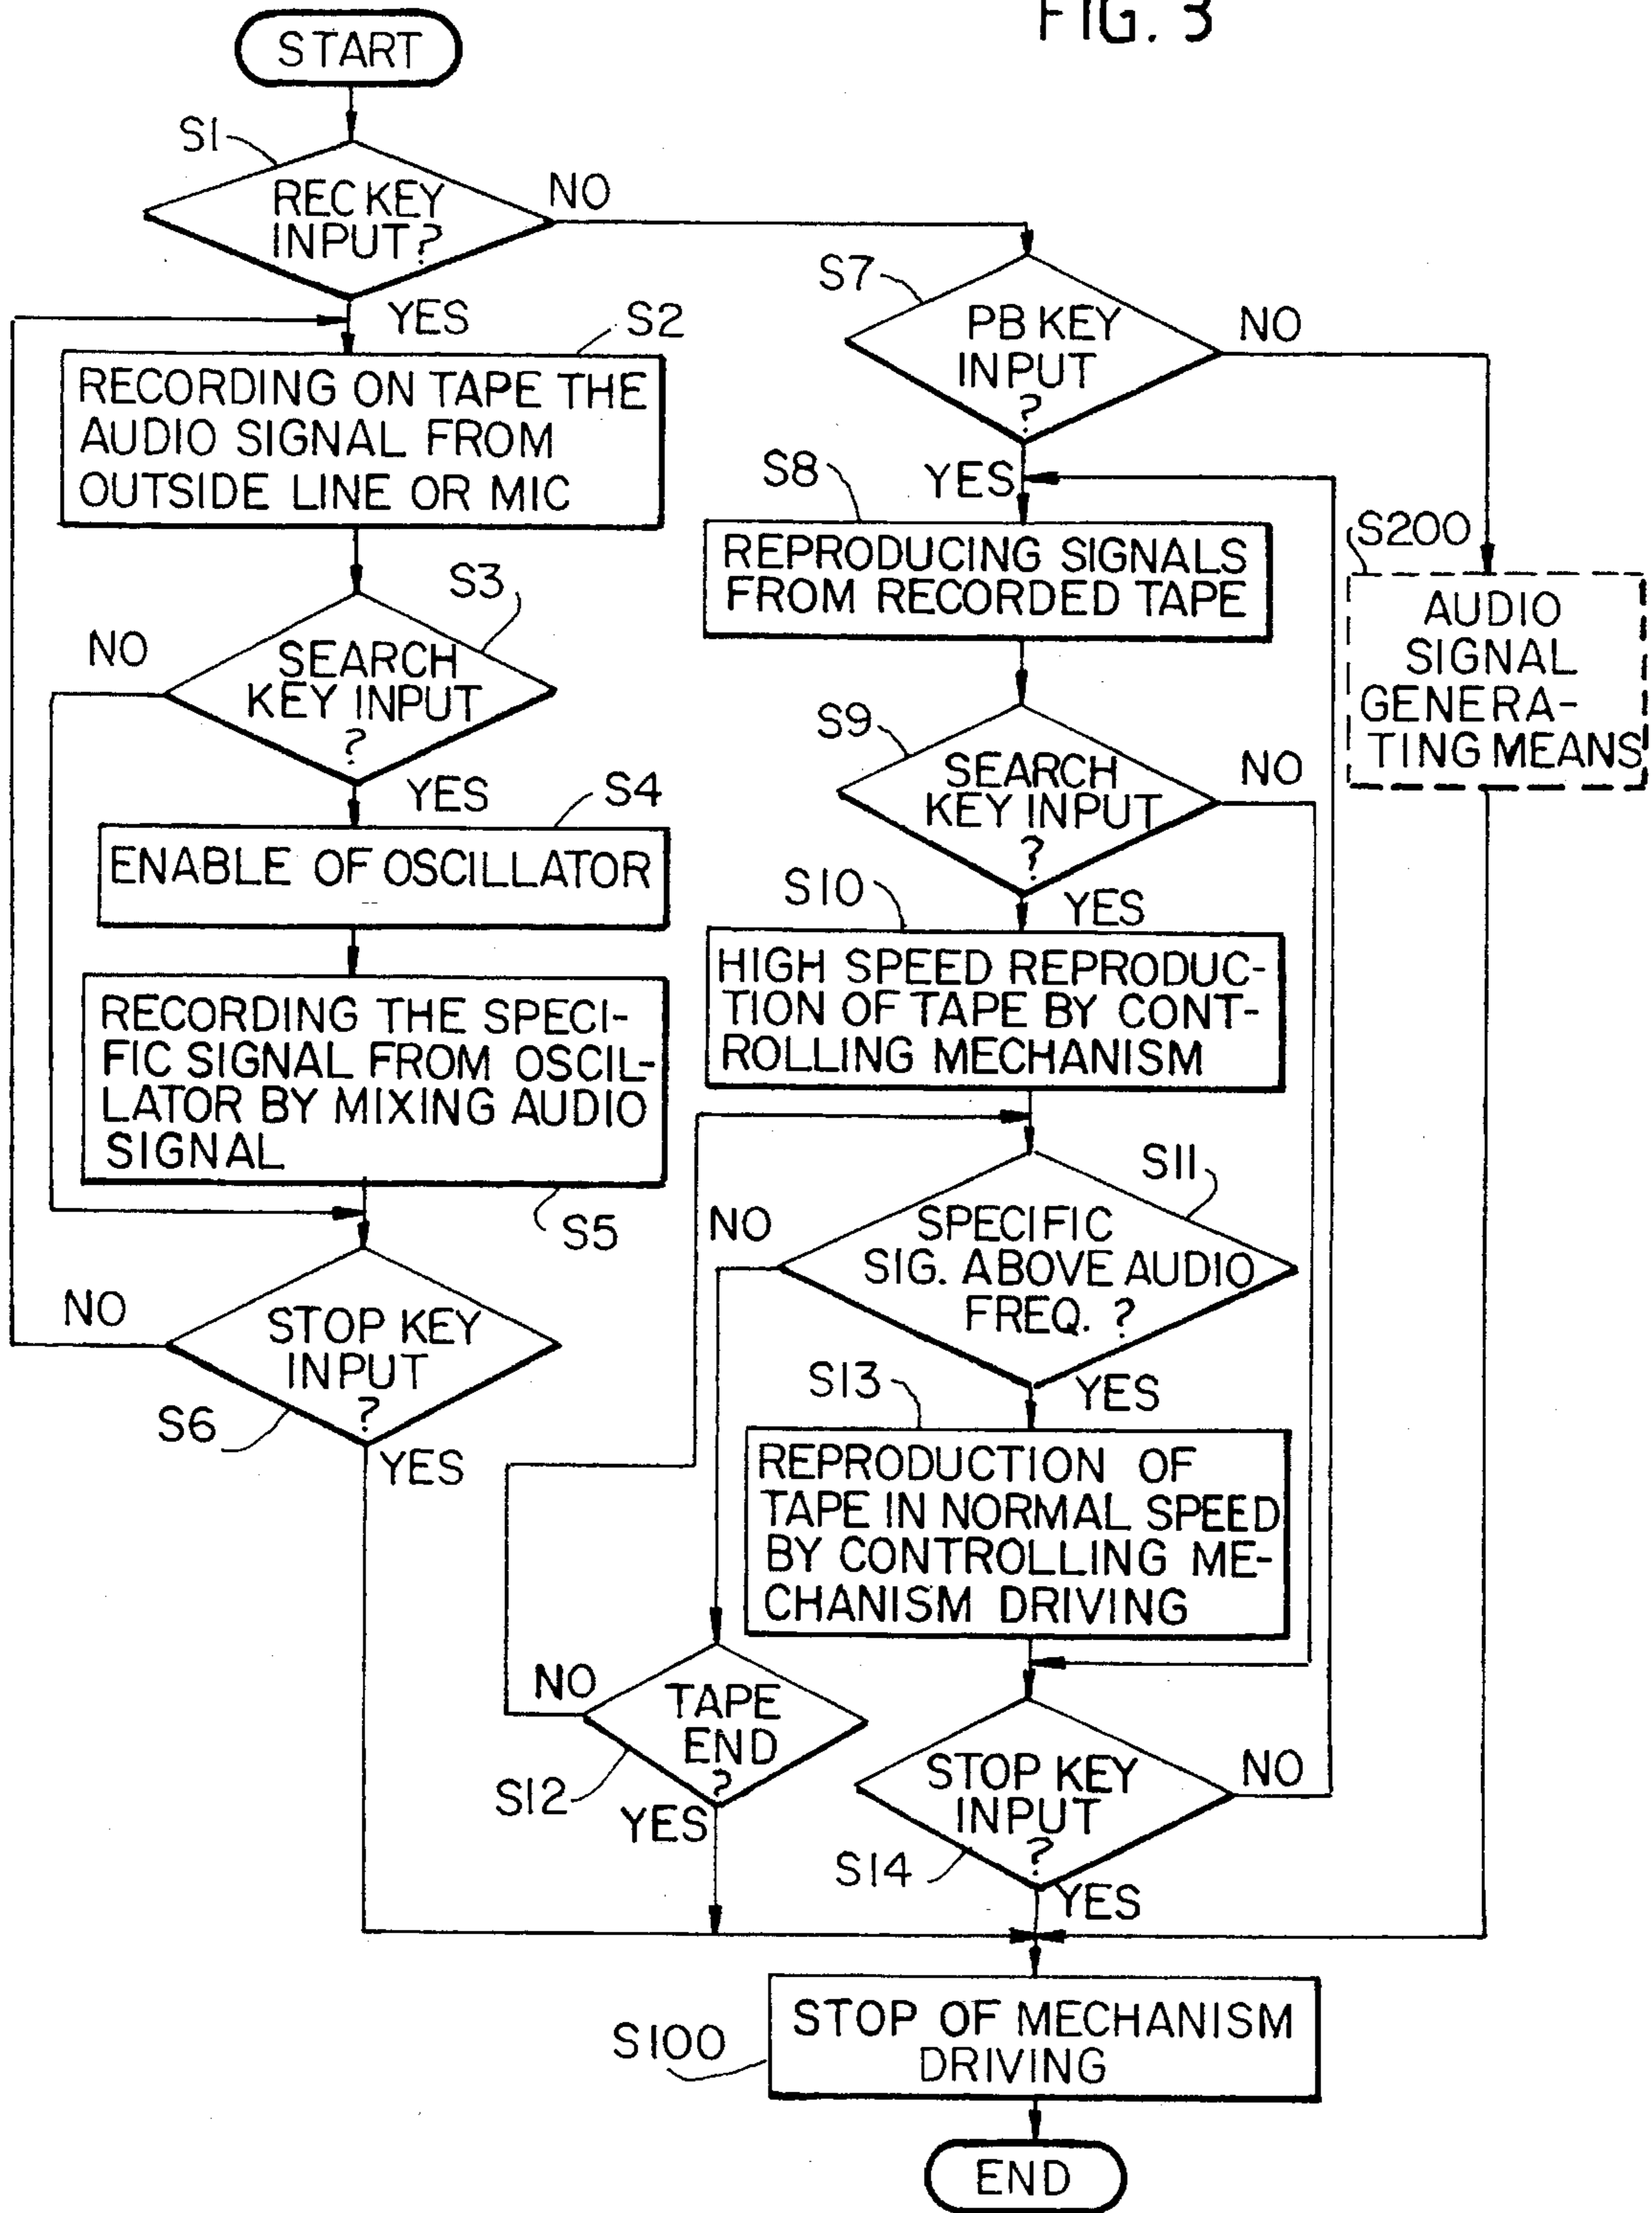 FIG. 3
START
S1
REC KEY
INPUT?
NO
YES
S2
RECORDING ON TAPE THE
AUDIO SIGNAL FROM
OUTSIDE LINE OR MIC
S3
NO
SEARCH
KEY INPUT
?
YES
S4
ENABLE OF OSCILLATOR
RECORDING THE SPECI-
FIC SIGNAL FROM OSCIL-
LATOR BY MIXING AUDIO
SIGNAL
S5
NO
STOP KEY
INPUT
?
S6
YES
S7
PB KEY
INPUT
?
NO
YES
S8
REPRODUCING SIGNALS
FROM RECORDED TAPE
S200
AUDIO
SIGNAL
GENERA-
TING MEANS
S9
SEARCH
KEY INPUT
?
NO
S10
YES
HIGH SPEED REPRODUC-
TION OF TAPE BY CONT-
ROLLING MECHANISM
S11
NO
SPECIFIC
SIG. ABOVE AUDIO
FREQ. ?
S13
YES
REPRODUCTION OF
TAPE IN NORMAL SPEED
BY CONTROLLING ME-
CHANISM DRIVING
NO
TAPE
END
?
S12
YES
STOP KEY
INPUT
?
NO
S14
YES
S100
STOP OF MECHANISM
DRIVING
END